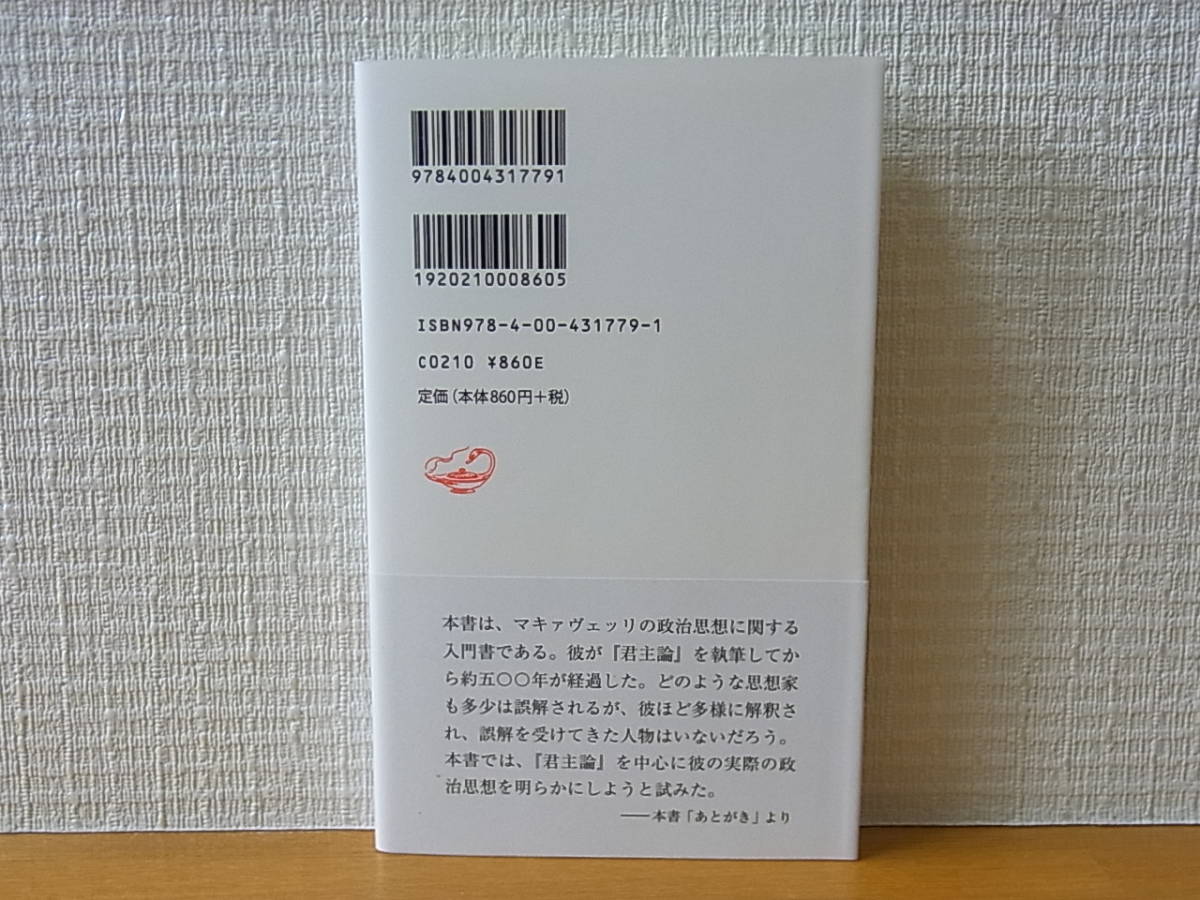 9784004317791
1920210008605
ISBN978-4-00-431779-1
C0210 ¥860E
定価(本体860円+税)
本書は、マキァヴェッリの政治思想に関する
入門書である。彼が『君主論』を執筆してか
ら約五〇〇年が経過した。どのような思想家
も多少は誤解されるが、彼ほど多様に解釈さ
れ、誤解を受けてきた人物はいないだろう。
本書では、『君主論』を中心に彼の実際の政
治思想を明らかにしようと試みた。
――本書「あとがき」より